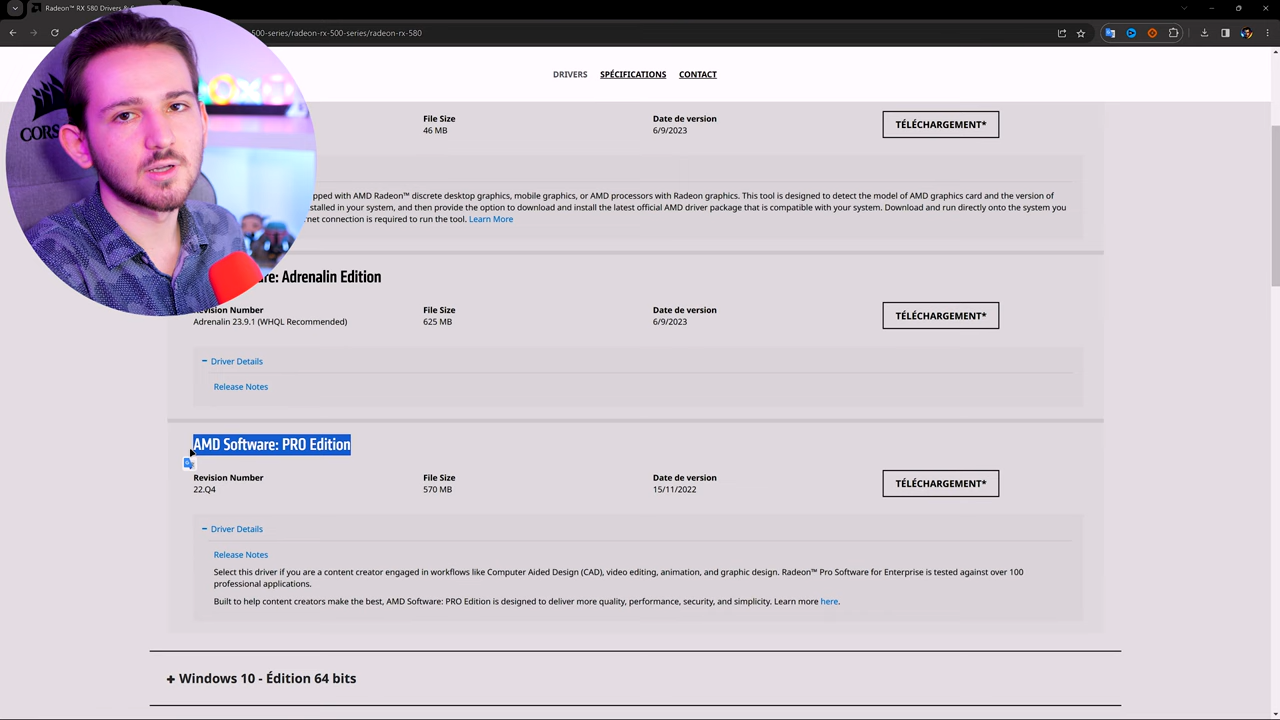 Radeon™ RX 580 Drivers &
500-series/radeon-rx-500-series/radeon-rx-580
DRIVERS SPÉCIFICATIONS CONTACT
File Size Date de version
46 MB 6/9/2023 TÉLÉCHARGEMENT*
pped with AMD Radeon™ discrete desktop graphics, mobile graphics, or AMD processors with Radeon graphics. This tool is designed to detect the model of AMD graphics card and the version of
stalled in your system, and then provide the option to download and install the latest official AMD driver package that is compatible with your system. Download and run directly onto the system you
net connection is required to run the tool. Learn More
re: Adrenalin Edition
Revision Number File Size Date de version
Adrenalin 23.9.1 (WHQL Recommended) 625 MB 6/9/2023 TÉLÉCHARGEMENT*
Driver Details
Release Notes
AMD Software: PRO Edition
Revision Number File Size Date de version
22.Q4 570 MB 15/11/2022 TÉLÉCHARGEMENT*
Driver Details
Release Notes
Select this driver if you are a content creator engaged in workflows like Computer Aided Design (CAD), video editing, animation, and graphic design. Radeon™ Pro Software for Enterprise is tested against over 100
professional applications.
Built to help content creators make the best, AMD Software: PRO Edition is designed to deliver more quality, performance, security, and simplicity. Learn more here.
+ Windows 10 - Édition 64 bits
CORS